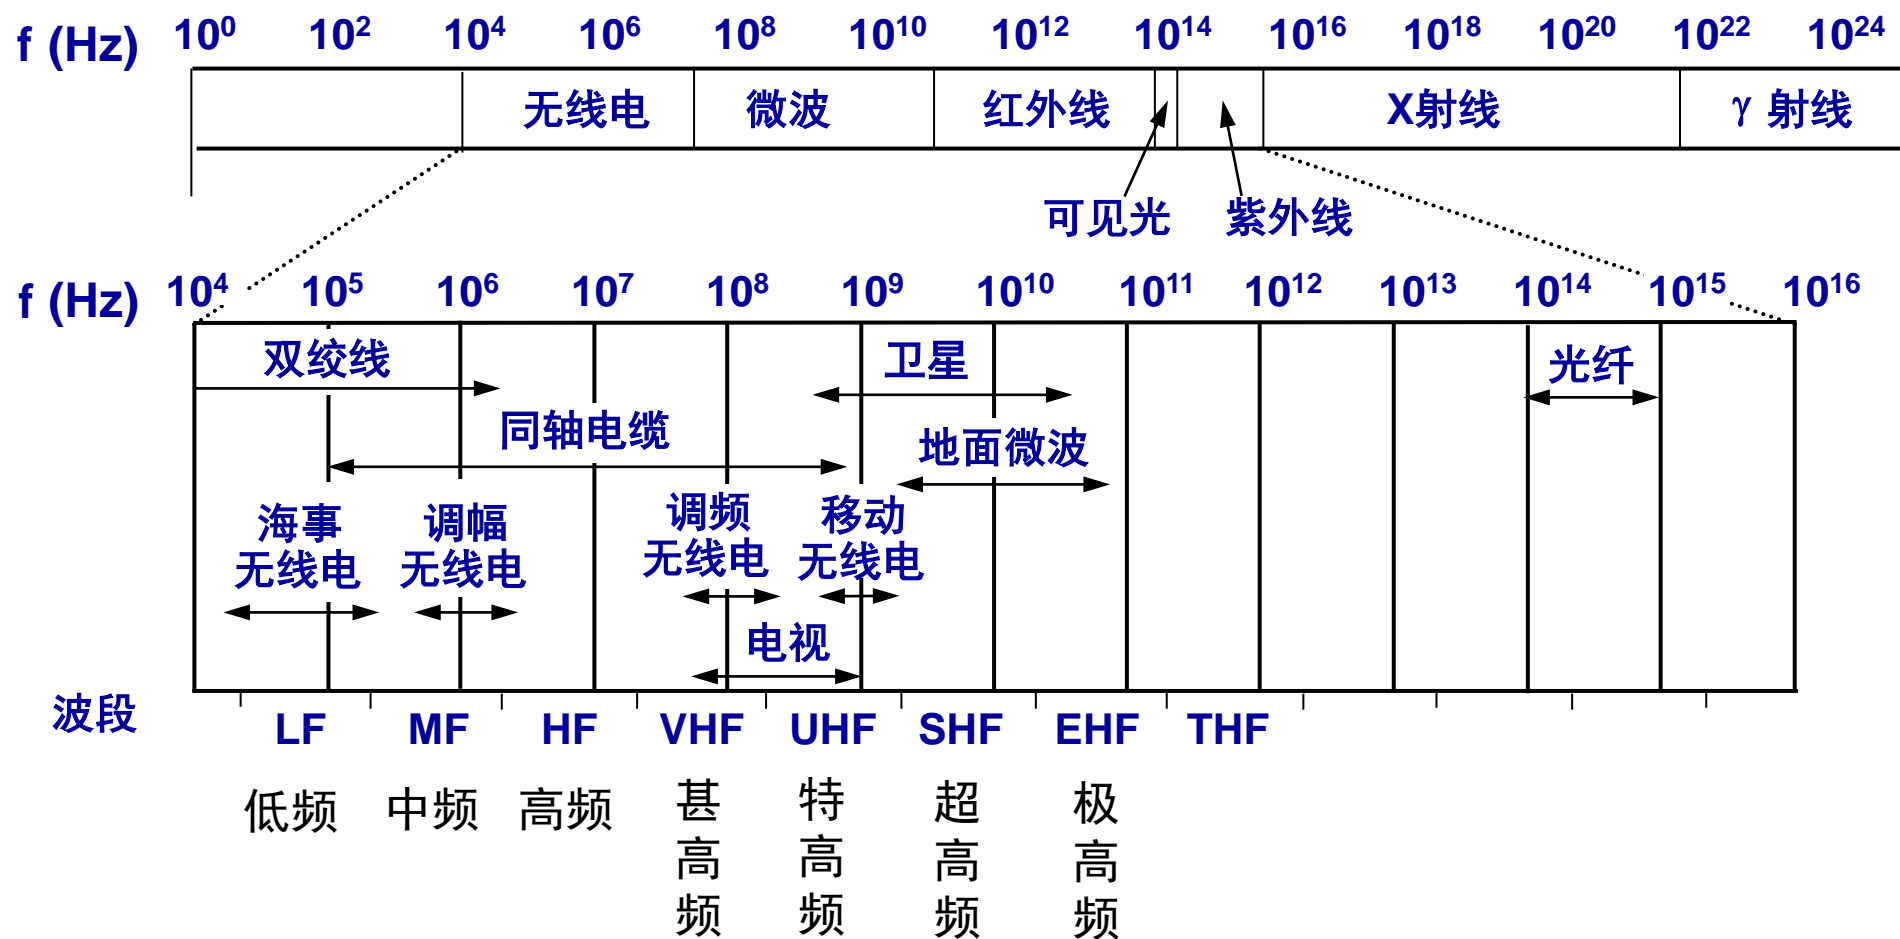 f (Hz) 10⁰ 10² 10⁴ 10⁶ 10⁸ 10¹⁰ 10¹² 10¹⁴ 10¹⁶ 10¹⁸ 10²⁰ 10²² 10²⁴
无线电 微波 红外线 X射线 γ 射线
可见光 紫外线
f (Hz) 10⁴ 10⁵ 10⁶ 10⁷ 10⁸ 10⁹ 10¹⁰ 10¹¹ 10¹² 10¹³ 10¹⁴ 10¹⁵ 10¹⁶
双绞线 卫星 光纤
同轴电缆 地面微波
海事
无线电
调幅
无线电
调频
无线电
移动
无线电
电视
波段 LF MF HF VHF UHF SHF EHF THF
低频 中频 高频 甚高频 特高频 超高频 极高频